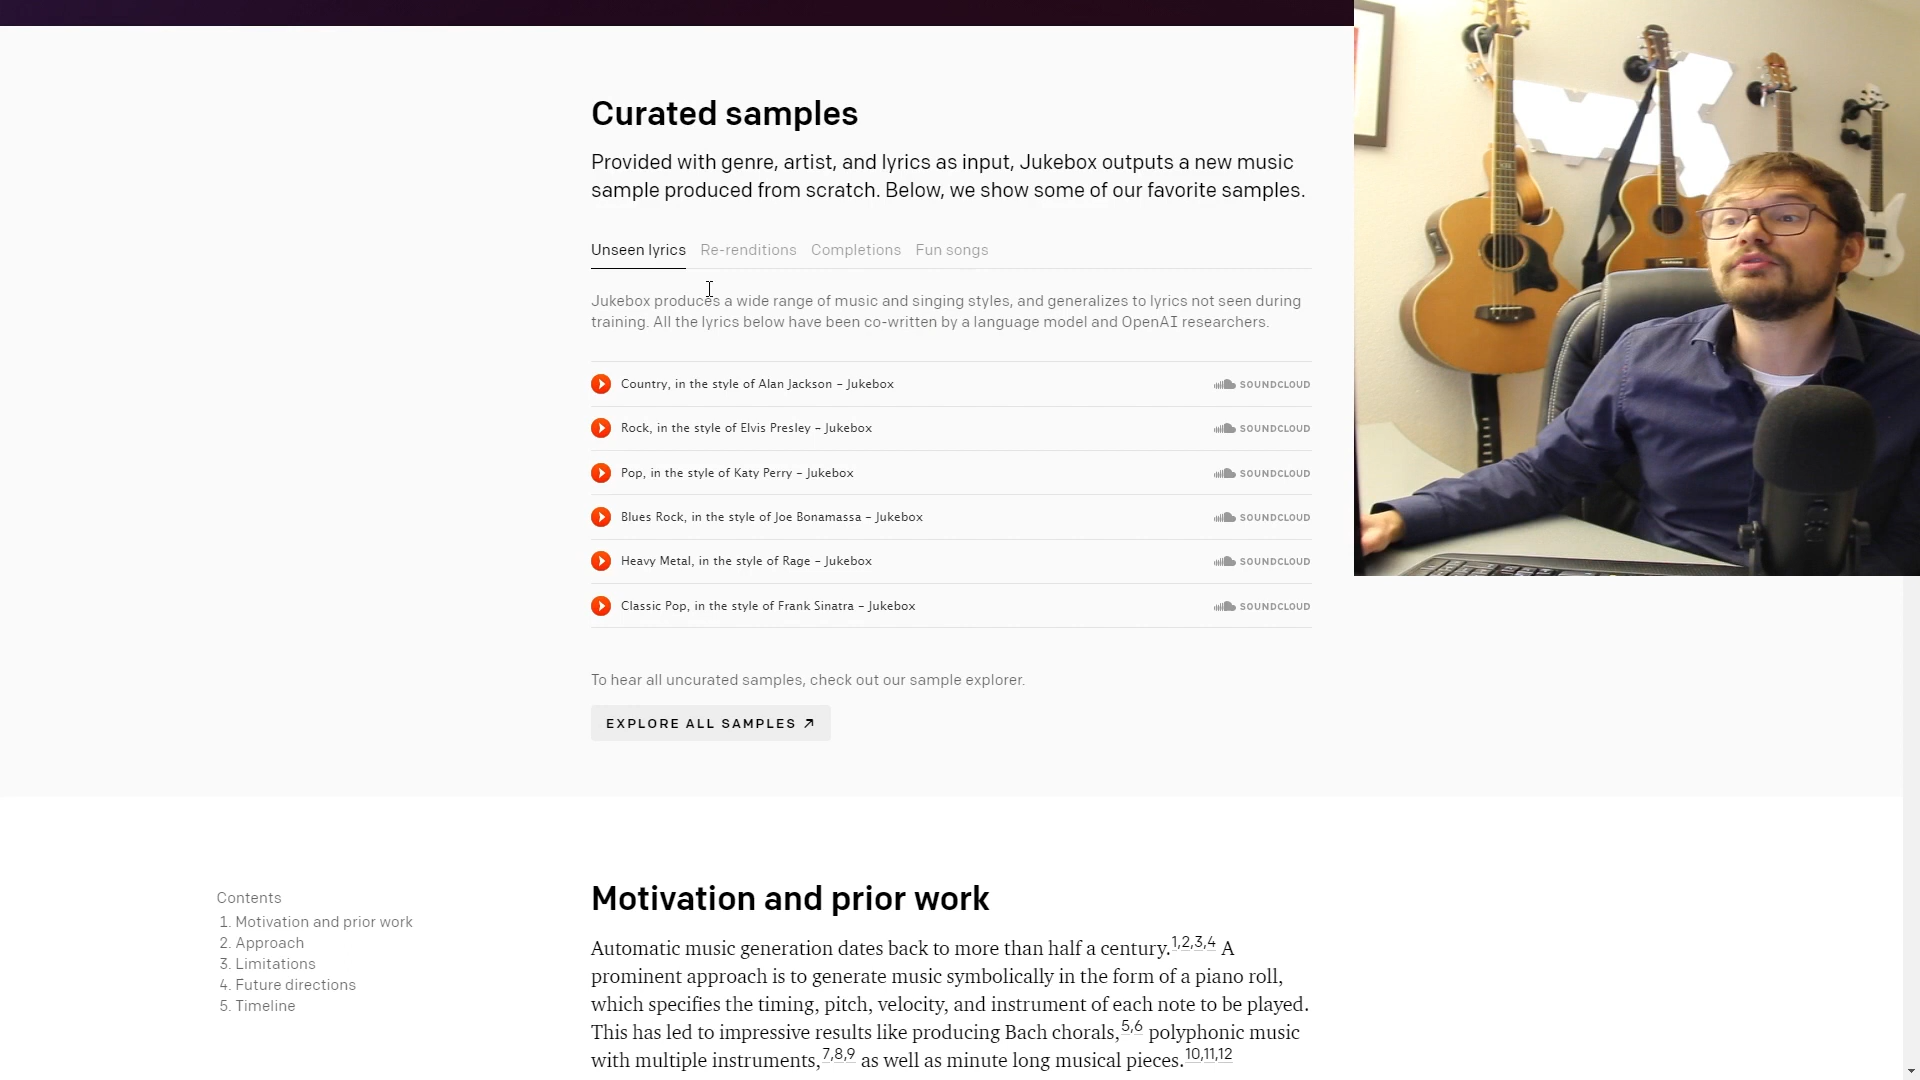 Curated samples
Provided with genre, artist, and lyrics as input, Jukebox outputs a new music
sample produced from scratch. Below, we show some of our favorite samples.
Unseen lyrics Re-renditions Completions Fun songs
Jukebox produces a wide range of music and singing styles, and generalizes to lyrics not seen during
training. All the lyrics below have been co-written by a language model and OpenAI researchers.
Country, in the style of Alan Jackson – Jukebox SOUNDCLOUD
Rock, in the style of Elvis Presley – Jukebox SOUNDCLOUD
Pop, in the style of Katy Perry – Jukebox SOUNDCLOUD
Blues Rock, in the style of Joe Bonamassa – Jukebox SOUNDCLOUD
Heavy Metal, in the style of Rage – Jukebox SOUNDCLOUD
Classic Pop, in the style of Frank Sinatra – Jukebox SOUNDCLOUD
To hear all uncurated samples, check out our sample explorer.
EXPLORE ALL SAMPLES ↗
Contents
1. Motivation and prior work
2. Approach
3. Limitations
4. Future directions
5. Timeline
Motivation and prior work
Automatic music generation dates back to more than half a century.1,2,3,4 A
prominent approach is to generate music symbolically in the form of a piano roll,
which specifies the timing, pitch, velocity, and instrument of each note to be played.
This has led to impressive results like producing Bach chorals,5,6 polyphonic music
with multiple instruments,7,8,9 as well as minute long musical pieces.10,11,12